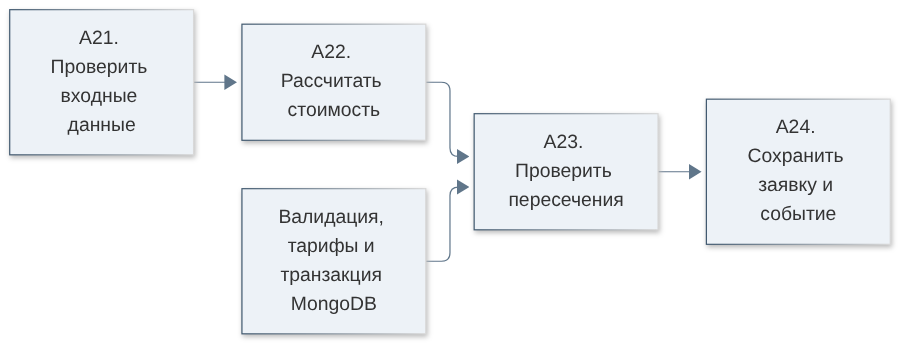 A21.
Проверить
входные
данные
A22.
Рассчитать
стоимость
Валидация,
тарифы и
транзакция
MongoDB
A23.
Проверить
пересечения
A24.
Сохранить
заявку и
событие